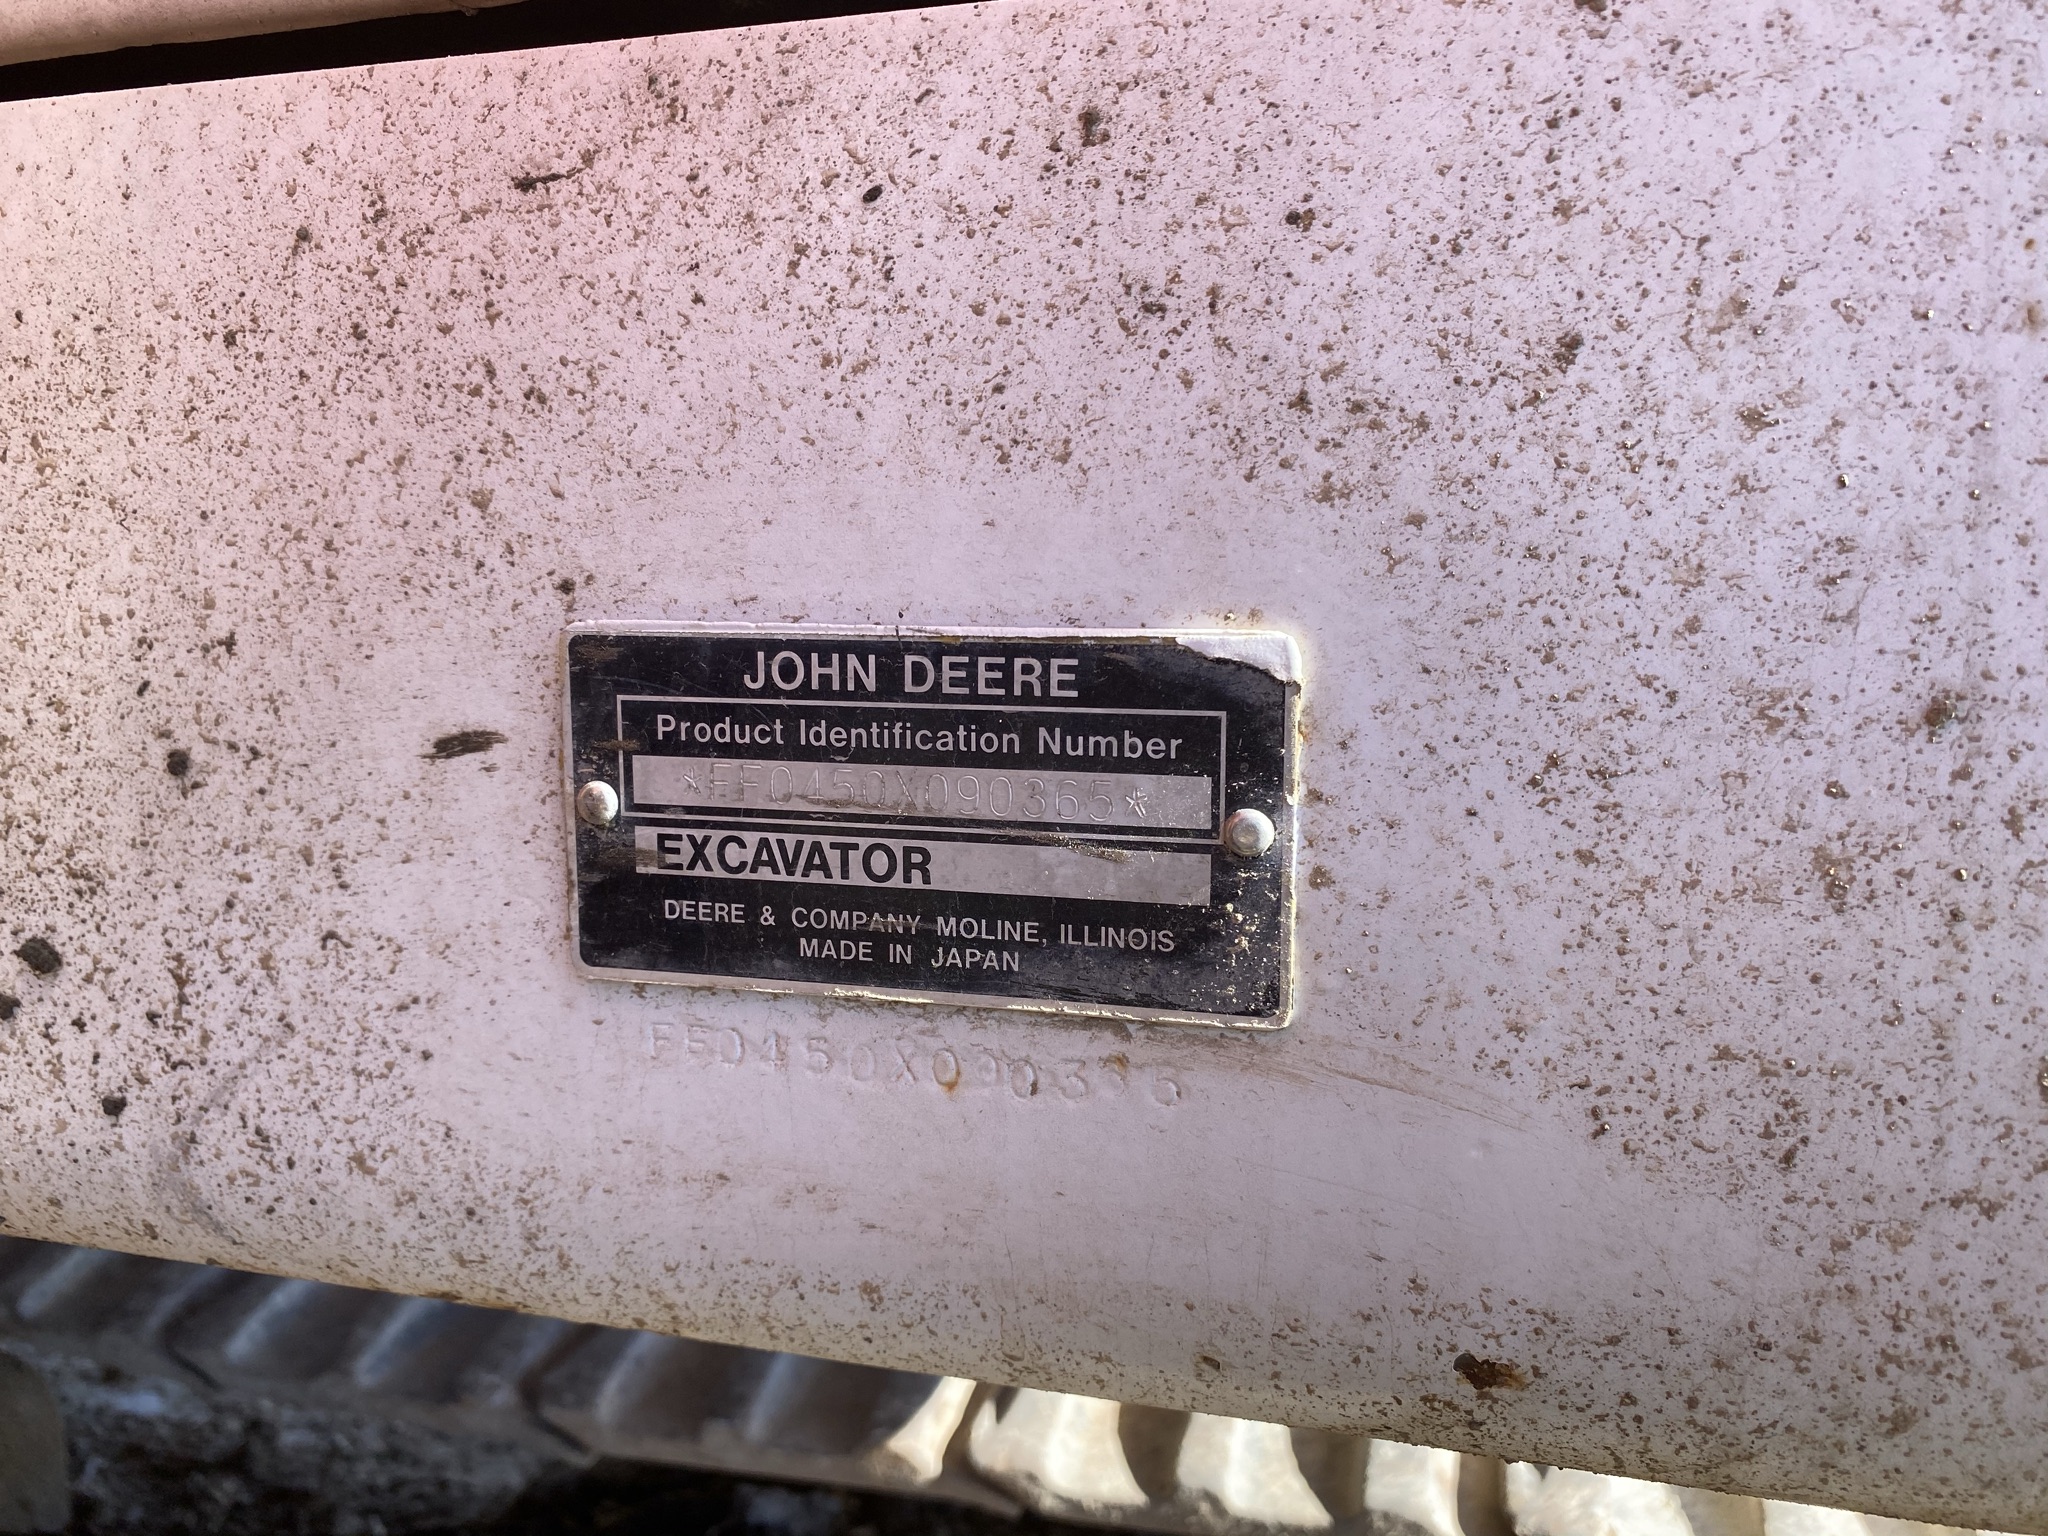 JOHN DEERE
Product Identification Number
*FF0450X090365*
EXCAVATOR
DEERE & COMPANY MOLINE, ILLINOIS
MADE IN JAPAN